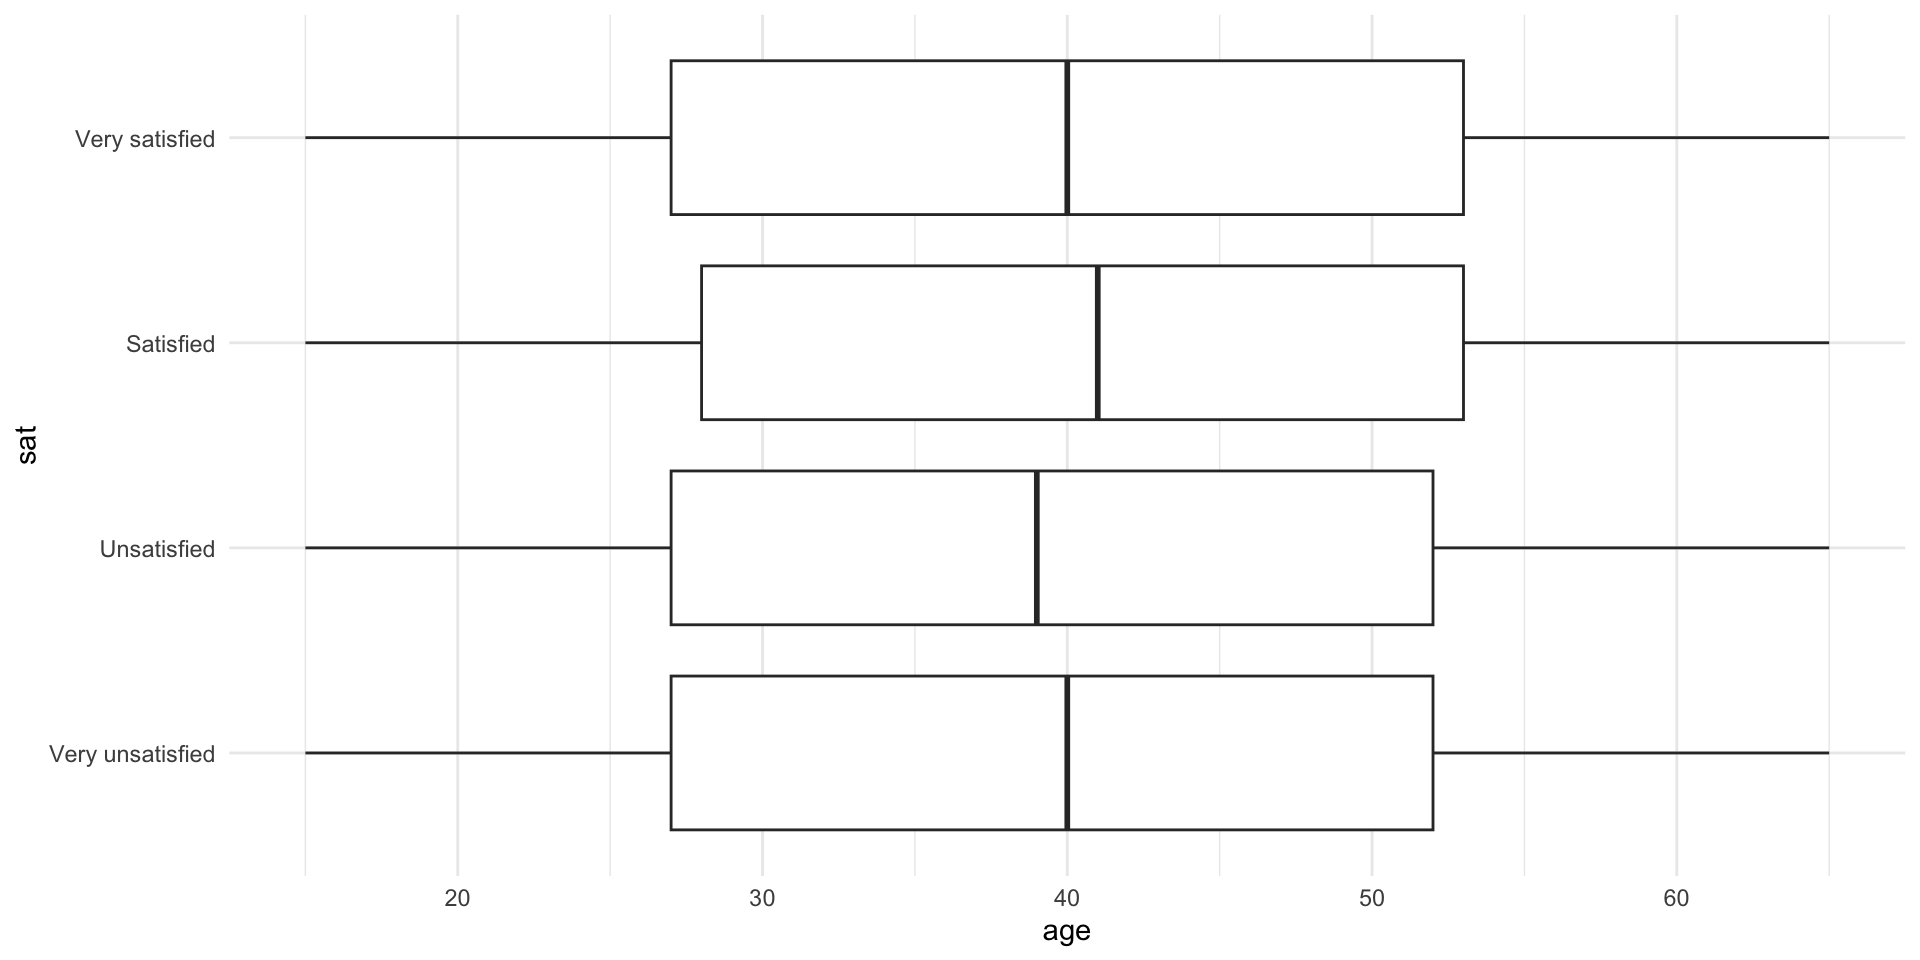 Very satisfied
Satisfied
Unsatisfied
Very unsatisfied
sat
20 30 40 50 60
age